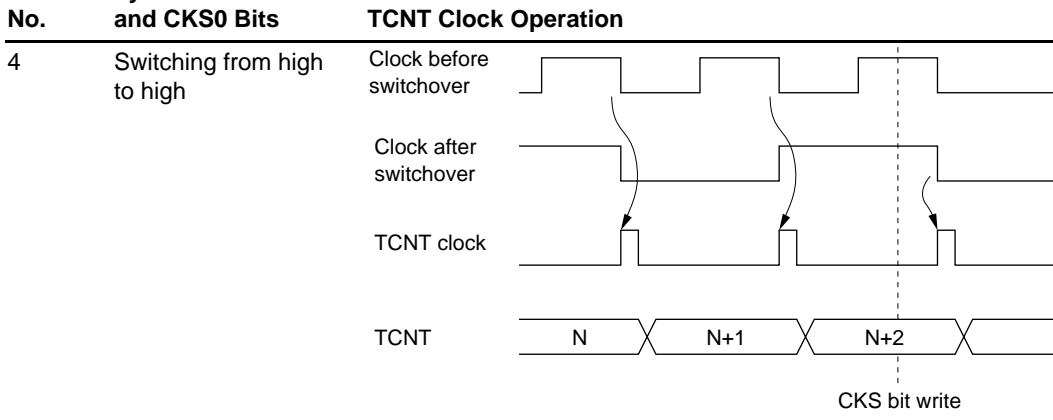 No. and CKS0 Bits TCNT Clock Operation
4 Switching from high to high
Clock before
switchover
Clock after
switchover
TCNT clock
TCNT N N+1 N+2
CKS bit write